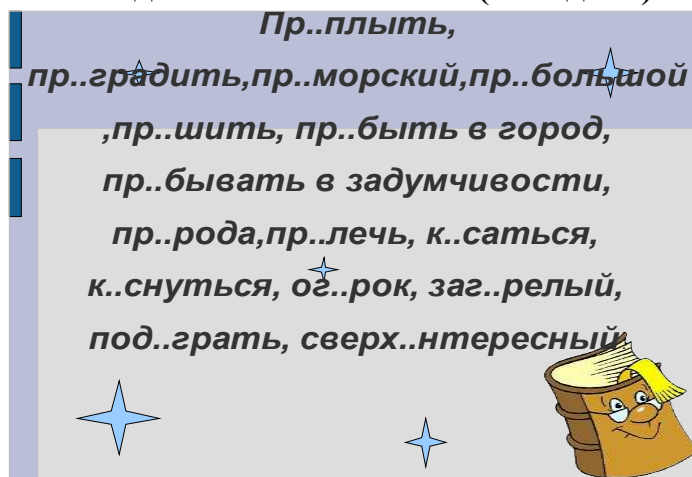 Пр..плыть,
пр..градить,пр..морский,пр..большой
,пр..шить, пр..быть в город,
пр..бывать в задумчивости,
пр..рода,пр..лечь, к..саться,
к..снуться, ог..рок, заг..релый,
под..грать, сверх..нтересный